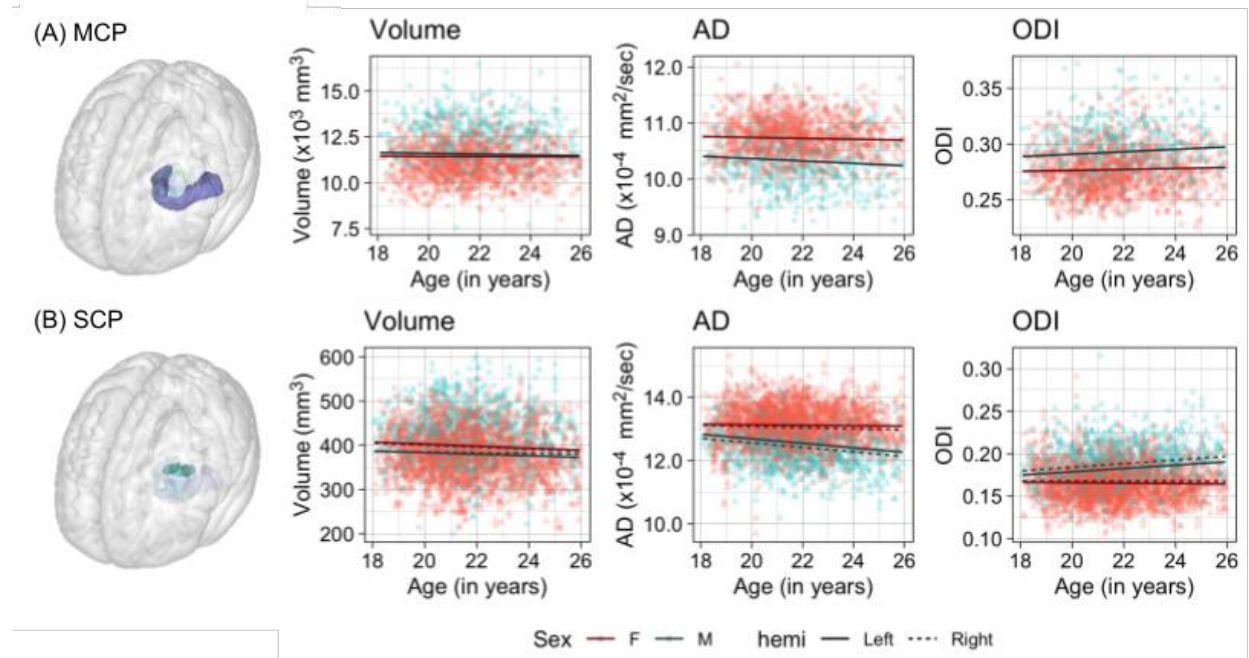 (A) MCP
Volume
AD
ODI
Volume (x10³ mm³)
15.0
12.5
10.0
7.5
18 20 22 24 26
Age (in years)
AD (x10⁻⁴ mm²/sec)
12.0
11.0
10.0
9.0
18 20 22 24 26
Age (in years)
ODI
0.35
0.30
0.25
18 20 22 24 26
Age (in years)
(B) SCP
Volume
AD
ODI
Volume (mm³)
600
500
400
300
200
18 20 22 24 26
Age (in years)
AD (x10⁻⁴ mm²/sec)
14.0
12.0
10.0
18 20 22 24 26
Age (in years)
ODI
0.30
0.25
0.20
0.15
0.10
18 20 22 24 26
Age (in years)
Sex F M hemi Left Right